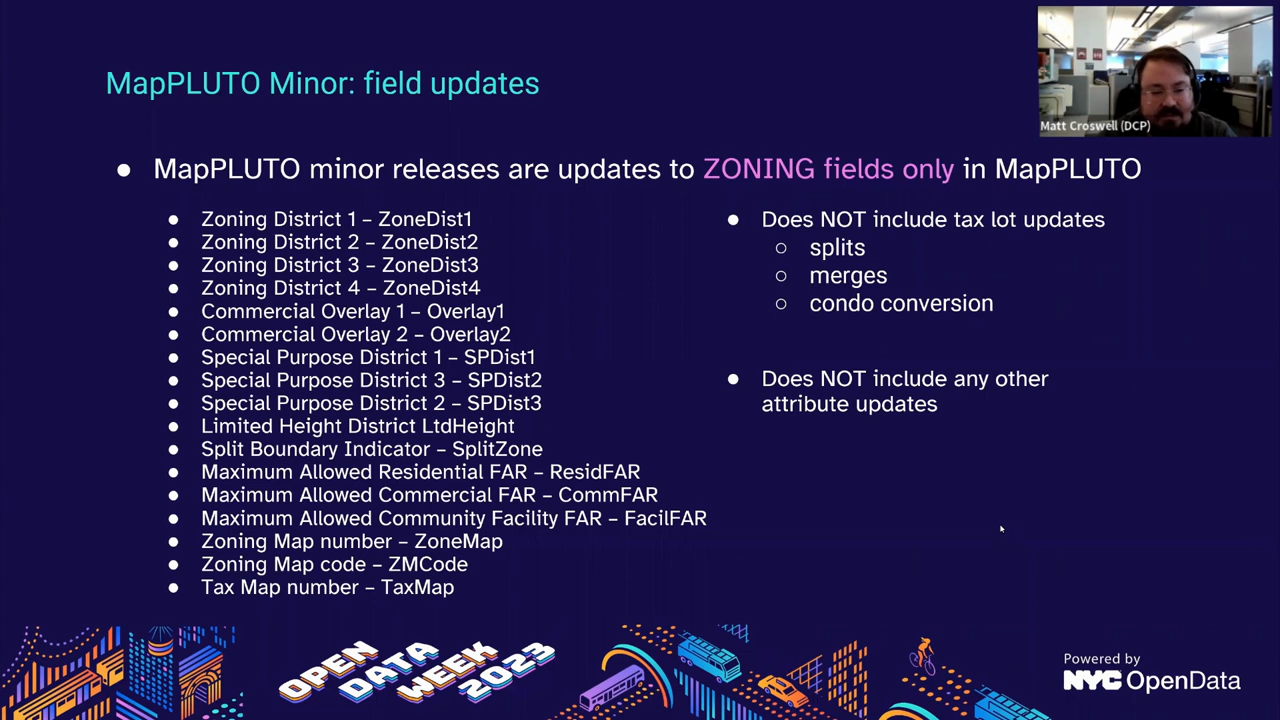 MapPLUTO Minor: field updates
Matt Croswell (DCP)
● MapPLUTO minor releases are updates to ZONING fields only in MapPLUTO
● Zoning District 1 – ZoneDist1
● Zoning District 2 – ZoneDist2
● Zoning District 3 – ZoneDist3
● Zoning District 4 – ZoneDist4
● Commercial Overlay 1 – Overlay1
● Commercial Overlay 2 – Overlay2
● Special Purpose District 1 – SPDist1
● Special Purpose District 3 – SPDist2
● Special Purpose District 2 – SPDist3
● Limited Height District LtdHeight
● Split Boundary Indicator – SplitZone
● Maximum Allowed Residential FAR – ResidFAR
● Maximum Allowed Commercial FAR – CommFAR
● Maximum Allowed Community Facility FAR – FacilFAR
● Zoning Map number – ZoneMap
● Zoning Map code – ZMCode
● Tax Map number – TaxMap
● Does NOT include tax lot updates
○ splits
○ merges
○ condo conversion
● Does NOT include any other
attribute updates
OPEN
DATA
WEEK
2023
Powered by
NYC OpenData